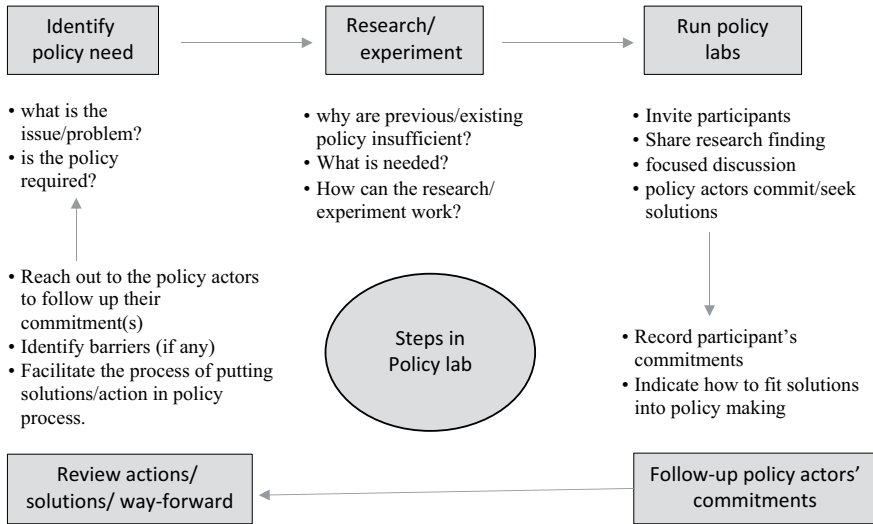 Identify
policy need
Research/
experiment
Run policy
labs
• what is the
issue/problem?
• is the policy
required?
• why are previous/existing
policy insufficient?
• What is needed?
• How can the research/
experiment work?
• Invite participants
• Share research finding
• focused discussion
• policy actors commit/seek
solutions
• Reach out to the policy actors
to follow up their
commitment(s)
• Identify barriers (if any)
• Facilitate the process of putting
solutions/action in policy
process.
Steps in
Policy lab
• Record participant’s
commitments
• Indicate how to fit solutions
into policy making
Review actions/
solutions/ way-forward
Follow-up policy actors’
commitments